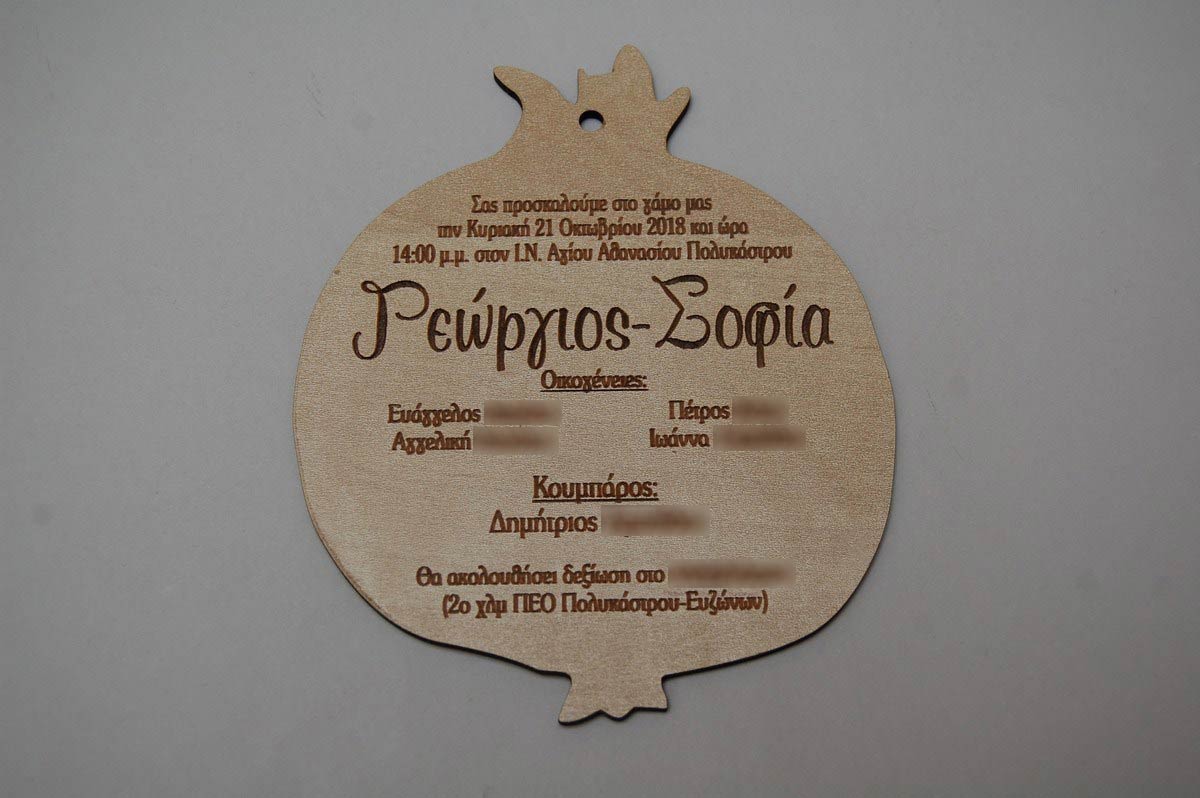 Σας προσκαλούμε στο γάμο μας
την Κυριακή 21 Οκτωβρίου 2018 και ώρα
14:00 μ.μ. στον Ι.Ν. Αγίου Αθανασίου Πολυκάστρου
Γεώργιος-Σοφία
Οικογένειες:
Ευάγγελος Πέτρος
Αγγελική Ιωάννα
Κουμπάρος:
Δημήτριος
Θα ακολουθήσει δεξίωση στο
(2ο χλμ ΠΕΟ Πολυκάστρου-Ευζώνων)